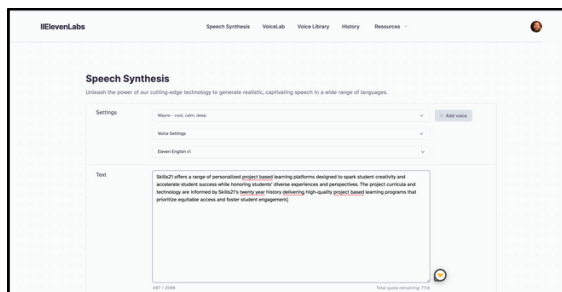 IIElevenLabs
Speech Synthesis VoiceLab Voice Library History Resources
Speech Synthesis
Unleash the power of our cutting-edge technology to generate realistic, captivating speech in a wide range of languages.
Settings
Wayne - cool, calm, deep
+ Add voice
Voice Settings
Eleven English v1
Text
Skills21 offers a range of personalized project based learning platforms designed to spark student creativity and
accelerate student success while honoring students' diverse experiences and perspectives. The project curricula and
technology are informed by Skills21's twenty year history delivering high-quality project based learning programs that
prioritize equitable access and foster student engagement.
Total quota remaining: